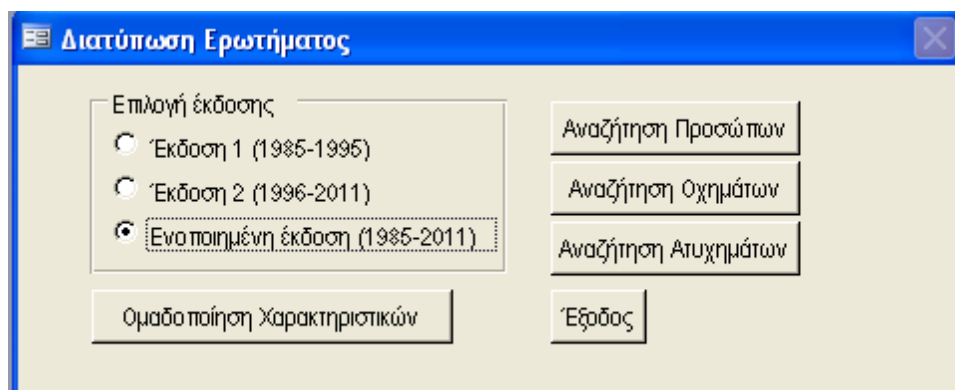 Διατύπωση Ερωτήματος
Επιλογή έκδοσης
Έκδοση 1 (1985-1995)
Έκδοση 2 (1996-2011)
Ενοποιημένη έκδοση (1985-2011)
Αναζήτηση Προσώπων
Αναζήτηση Οχημάτων
Αναζήτηση Ατυχημάτων
Ομαδοποίηση Χαρακτηριστικών
Έξοδος